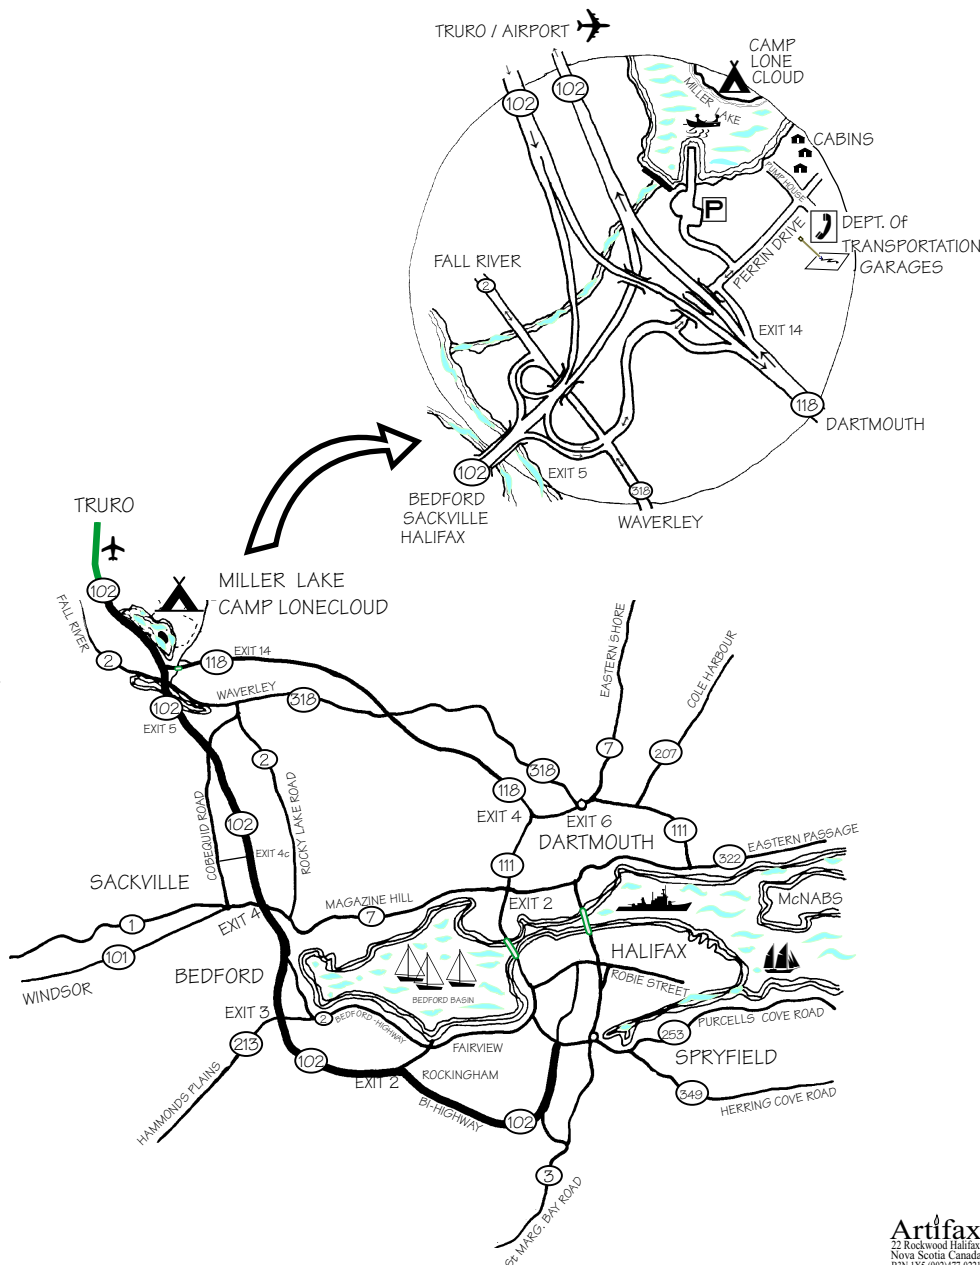 TRURO / AIRPORT
CAMP
LONE
CLOUD
102
102
MILLER LAKE
CABINS
PUMP HOUSE
P
DEPT. Of
TRANSPORTATION
GARAGES
PERRIN DRIVE
FALL RIVER
2
EXIT 14
118
DARTMOUTH
102
EXIT 5
318
BEDFORD
SACKVILLE
HALIFAX
WAVERLEY
TRURO
102
MILLER LAKE
CAMP LONECLOUD
FALL RIVER
2
118
EXIT 14
WAVERLEY
318
102
EXIT 5
EASTERN SHORE
COLE HARBOUR
7
207
2
318
118
COBEQUID ROAD
ROCKY LAKE ROAD
102
EXIT 4
EXIT 6
DARTMOUTH
111
EXIT 4c
111
322
EASTERN PASSAGE
SACKVILLE
MAGAZINE HILL
7
EXIT 2
McNABS
1
EXIT 4
101
WINDSOR
BEDFORD
HALIFAX
ROBIE STREET
BEDFORD BASIN
EXIT 3
2
BEDFORD-HIGHWAY
PURCELLS COVE ROAD
253
213
FAIRVIEW
SPRYFIELD
102
EXIT 2
ROCKINGHAM
HAMMONDS PLAINS
BI-HIGHWAY
102
349
HERRING COVE ROAD
3
St MARG. BAY ROAD
Artifax
22 Rockwood Halifax
Nova Scotia Canada